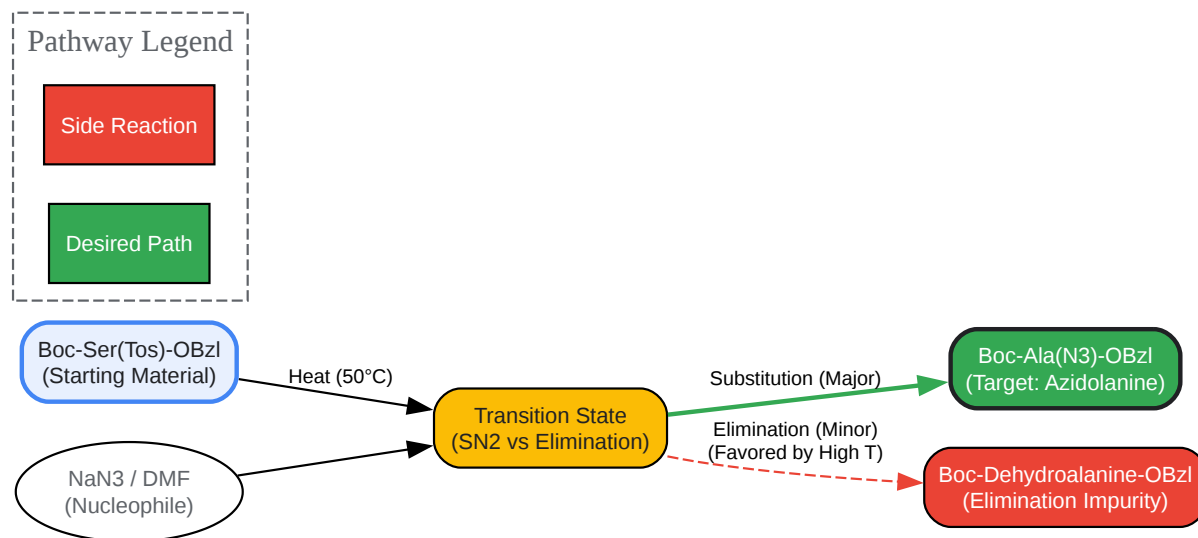 Pathway Legend
Side Reaction
Desired Path
Boc-Ser(Tos)-OBzl
(Starting Material)
Heat (50°C)
NaN3 / DMF
(Nucleophile)
Transition State
(SN2 vs Elimination)
Substitution (Major)
Elimination (Minor)
(Favored by High T)
Boc-Ala(N3)-OBzl
(Target: Azidolanine)
Boc-Dehydroalanine-OBzl
(Elimination Impurity)